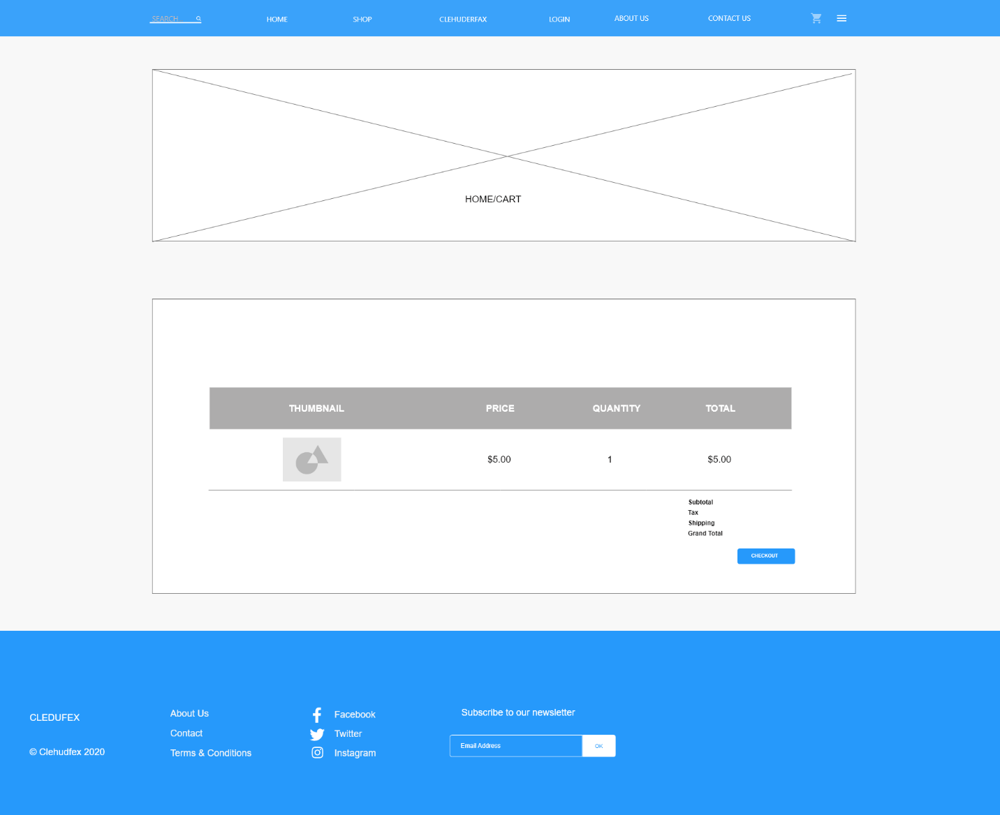 SEARCH
HOME
SHOP
CLEHUDERFAX
LOGIN
ABOUT US
CONTACT US
HOME/CART
THUMBNAIL PRICE QUANTITY TOTAL
$5.00 1 $5.00
Subtotal
Tax
Shipping
Grand Total
CHECKOUT
CLEDUFEX
© Clehudfex 2020
About Us
Contact
Terms & Conditions
Facebook
Twitter
Instagram
Subscribe to our newsletter
Email Address OK